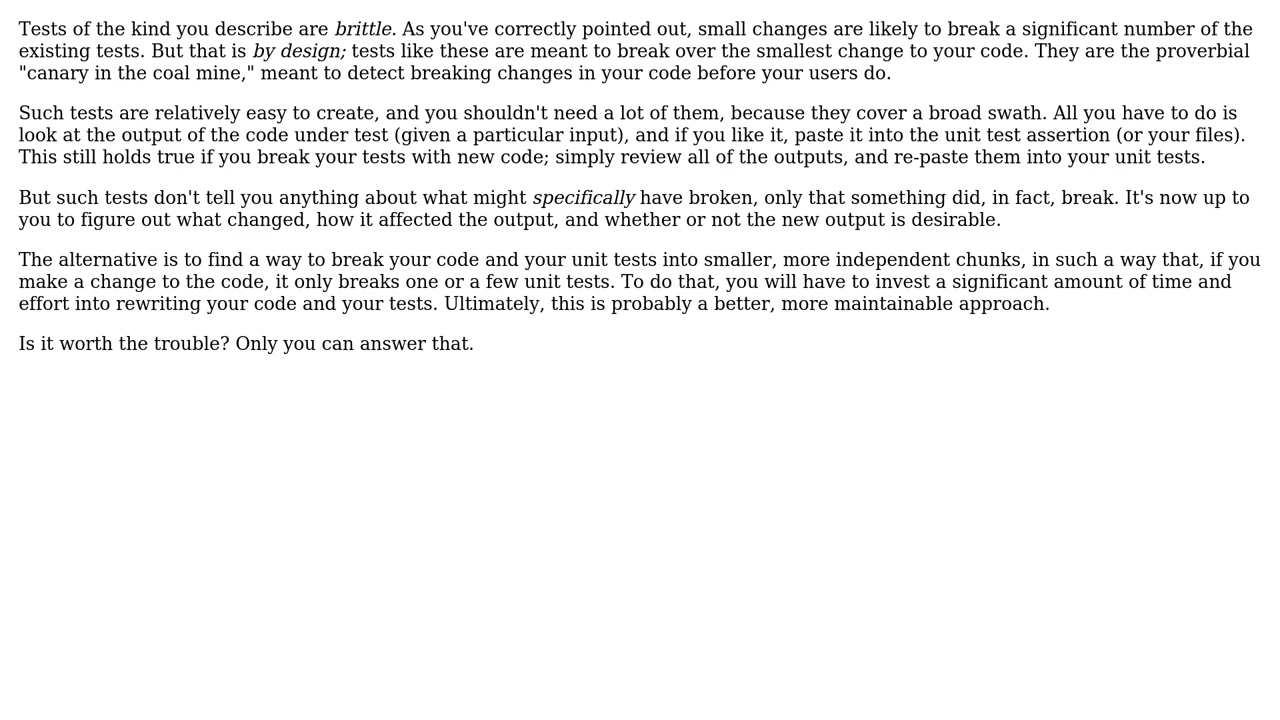 Tests of the kind you describe are brittle. As you've correctly pointed out, small changes are likely to break a significant number of the
existing tests. But that is by design; tests like these are meant to break over the smallest change to your code. They are the proverbial
"canary in the coal mine," meant to detect breaking changes in your code before your users do.
Such tests are relatively easy to create, and you shouldn't need a lot of them, because they cover a broad swath. All you have to do is
look at the output of the code under test (given a particular input), and if you like it, paste it into the unit test assertion (or your files).
This still holds true if you break your tests with new code; simply review all of the outputs, and re-paste them into your unit tests.
But such tests don't tell you anything about what might specifically have broken, only that something did, in fact, break. It's now up to
you to figure out what changed, how it affected the output, and whether or not the new output is desirable.
The alternative is to find a way to break your code and your unit tests into smaller, more independent chunks, in such a way that, if you
make a change to the code, it only breaks one or a few unit tests. To do that, you will have to invest a significant amount of time and
effort into rewriting your code and your tests. Ultimately, this is probably a better, more maintainable approach.
Is it worth the trouble? Only you can answer that.